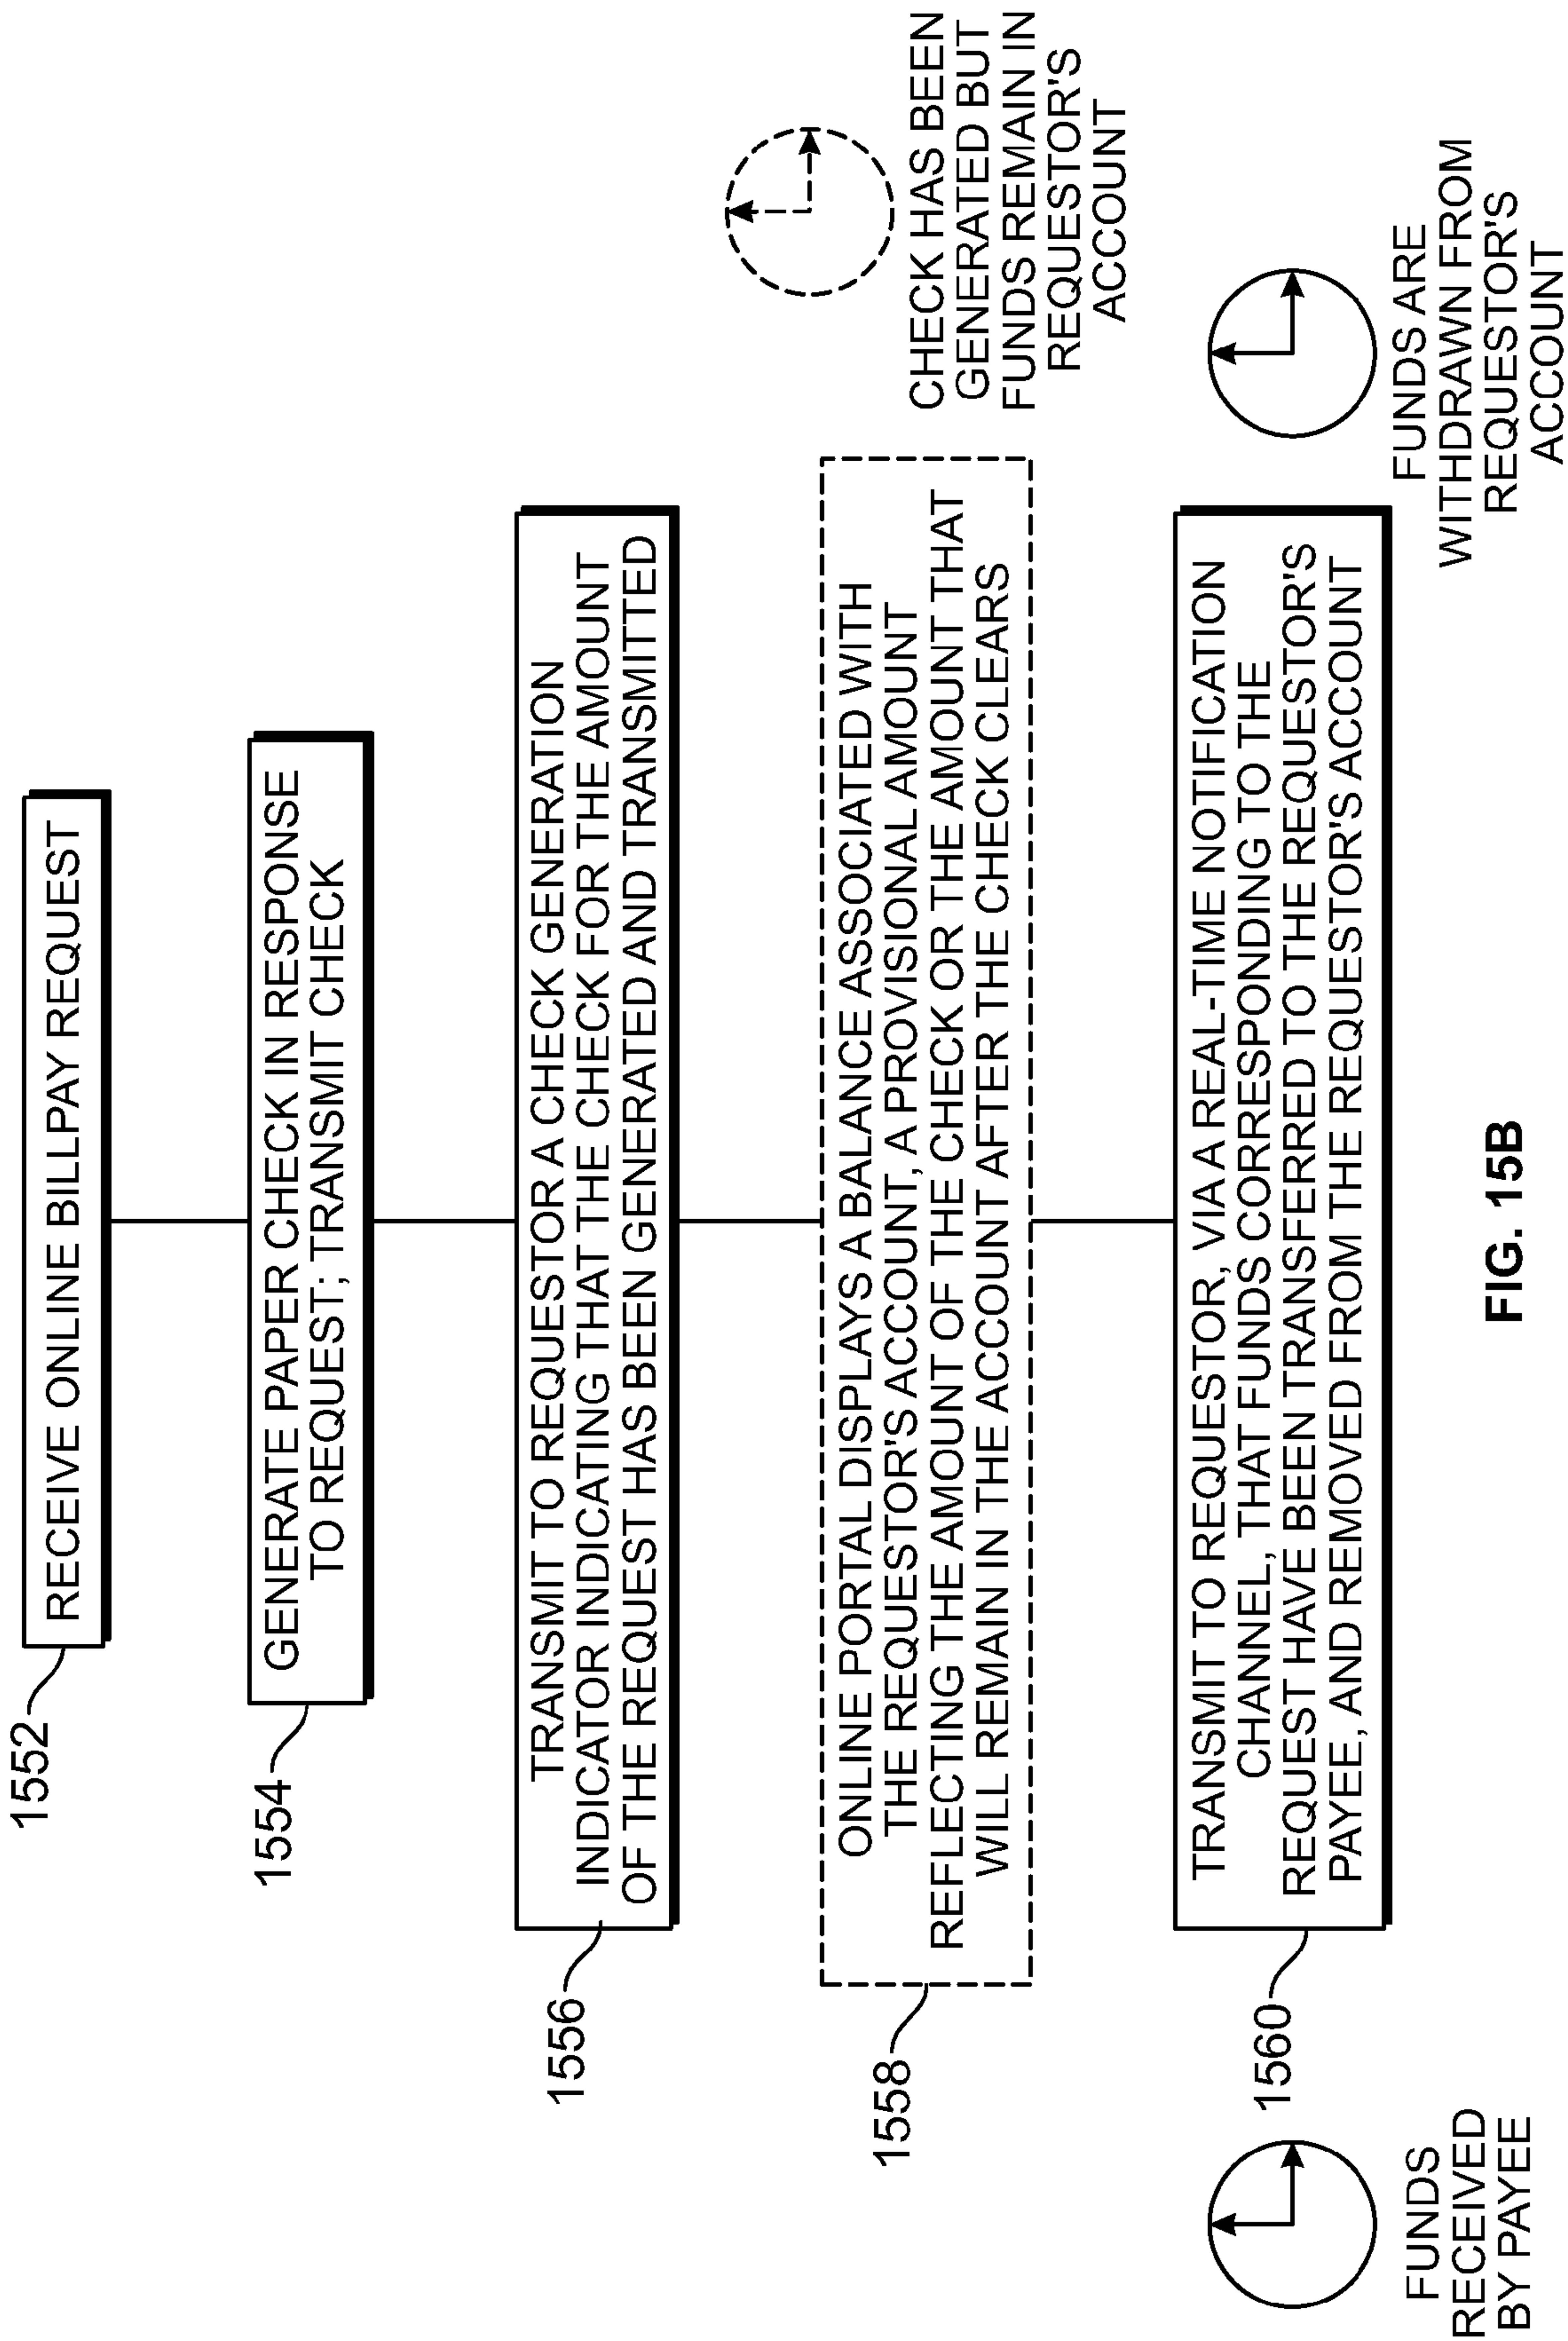 1552
RECEIVE ONLINE BILLPAY REQUEST
1554
GENERATE PAPER CHECK IN RESPONSE
TO REQUEST; TRANSMIT CHECK
1556
TRANSMIT TO REQUESTOR A CHECK GENERATION
INDICATOR INDICATING THAT THE CHECK FOR THE AMOUNT
OF THE REQUEST HAS BEEN GENERATED AND TRANSMITTED
1558
ONLINE PORTAL DISPLAYS A BALANCE ASSOCIATED WITH
THE REQUESTOR'S ACCOUNT, A PROVISIONAL AMOUNT
REFLECTING THE AMOUNT OF THE CHECK OR THE AMOUNT THAT
WILL REMAIN IN THE ACCOUNT AFTER THE CHECK CLEARS
CHECK HAS BEEN
GENERATED BUT
FUNDS REMAIN IN
REQUESTOR'S
ACCOUNT
FUNDS
RECEIVED
BY PAYEE
1560
TRANSMIT TO REQUESTOR, VIA A REAL-TIME NOTIFICATION
CHANNEL, THAT FUNDS CORRESPONDING TO THE
REQUEST HAVE BEEN TRANSFERRED TO THE REQUESTOR'S
PAYEE, AND REMOVED FROM THE REQUESTOR'S ACCOUNT
FUNDS ARE
WITHDRAWN FROM
REQUESTOR'S
ACCOUNT
FIG. 15B